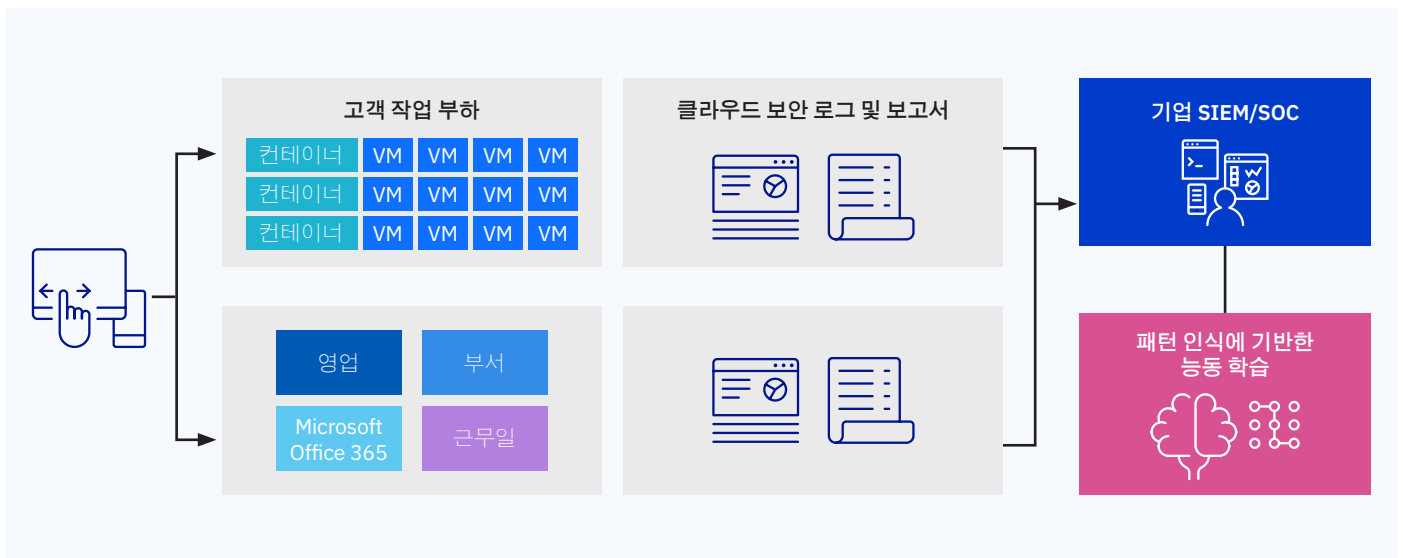 고객 작업 부하
컨테이너 VM VM VM VM
컨테이너 VM VM VM VM
컨테이너 VM VM VM VM
클라우드 보안 로그 및 보고서
기업 SIEM/SOC
영업
부서
Microsoft
Office 365
근무일
패턴 인식에 기반한
능동 학습